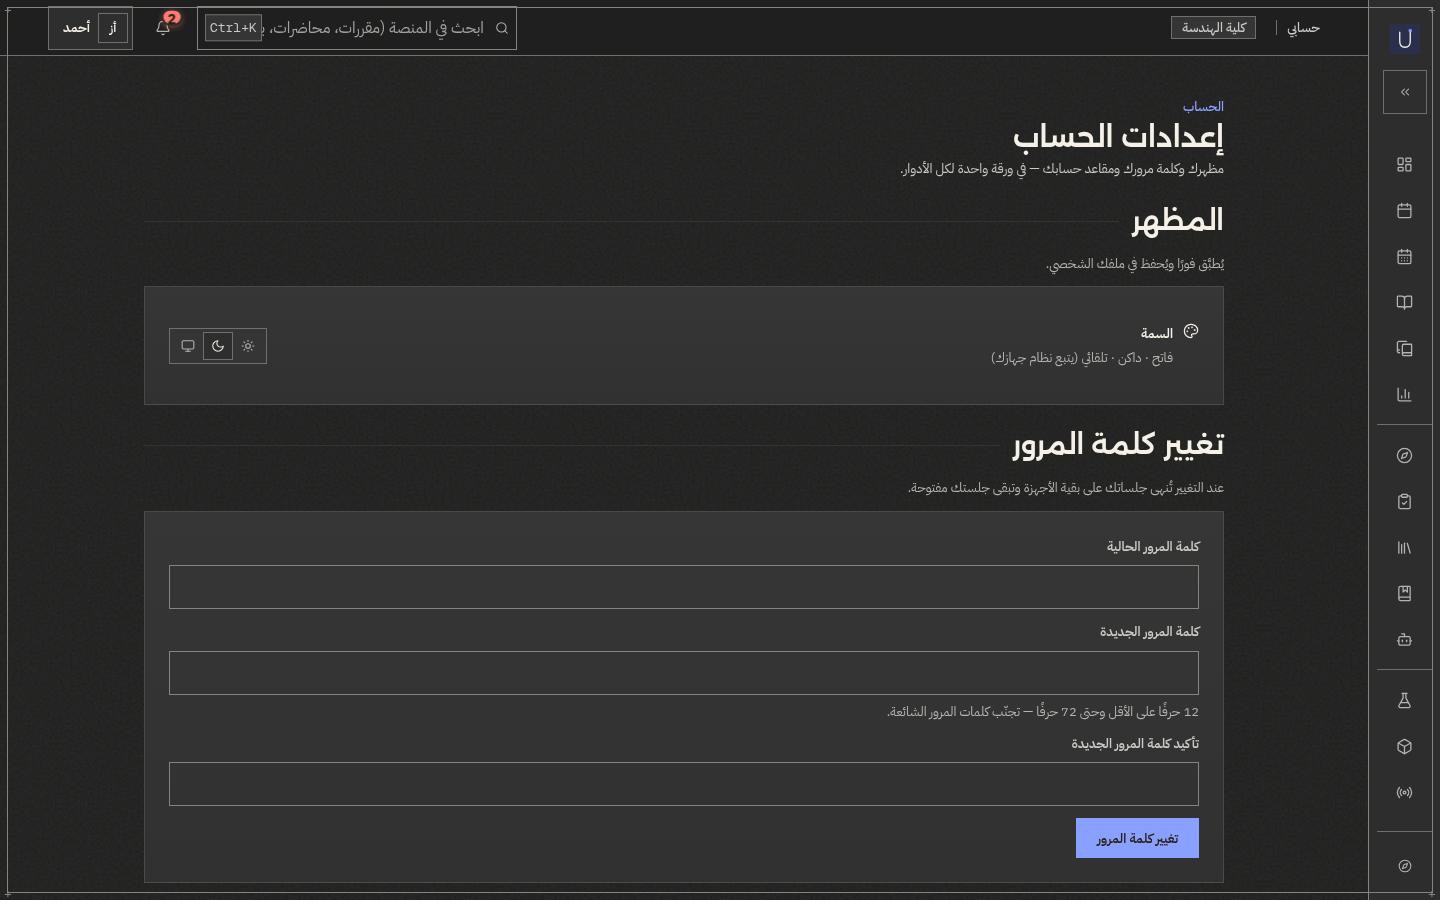 حسابي
كلية الهندسة
ابحث في المنصة (مقررات، محاضرات، ب
Ctrl+K
2
أز
أحمد
الحساب
إعدادات الحساب
مظهرك وكلمة مرورك ومقاعد حسابك — في ورقة واحدة لكل الأدوار.
المظهر
يُطبَّق فورًا ويُحفظ في ملفك الشخصي.
السمة
فاتح · داكن · تلقائي (يتبع نظام جهازك)
تغيير كلمة المرور
عند التغيير تُنهى جلساتك على بقية الأجهزة وتبقى جلستك مفتوحة.
كلمة المرور الحالية
كلمة المرور الجديدة
12 حرفًا على الأقل وحتى 72 حرفًا — تجنّب كلمات المرور الشائعة.
تأكيد كلمة المرور الجديدة
تغيير كلمة المرور